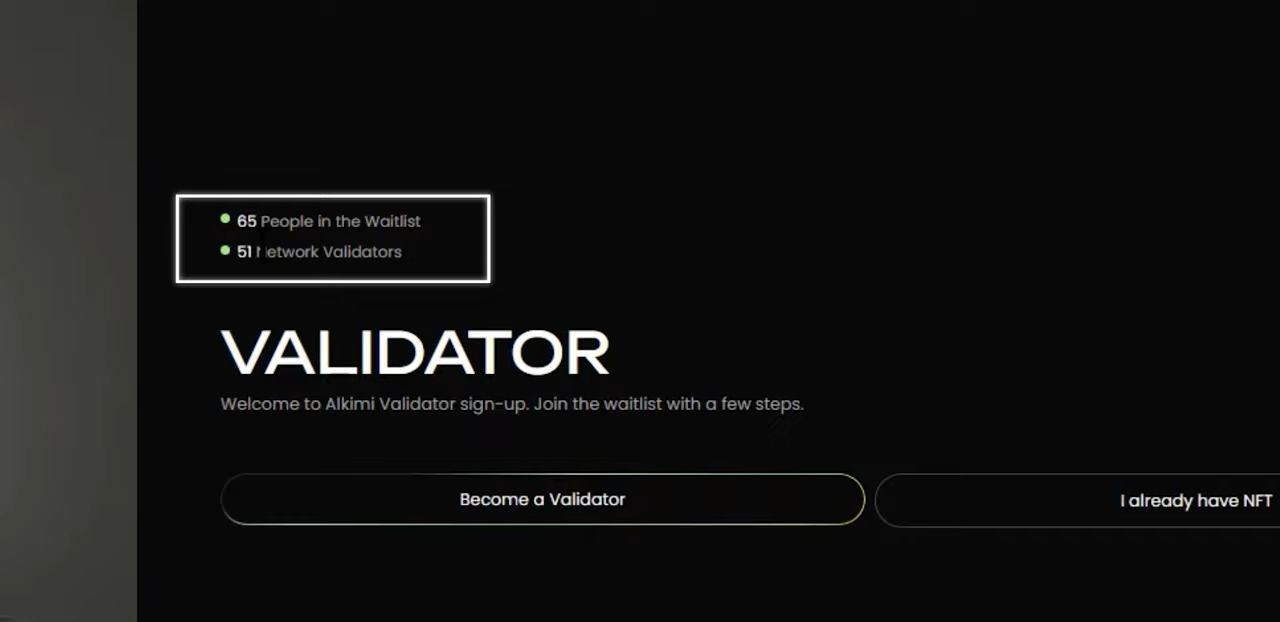 65 People in the Waitlist
51 Network Validators
VALIDATOR
Welcome to Alkimi Validator sign-up. Join the waitlist with a few steps.
Become a Validator
I already have NFT